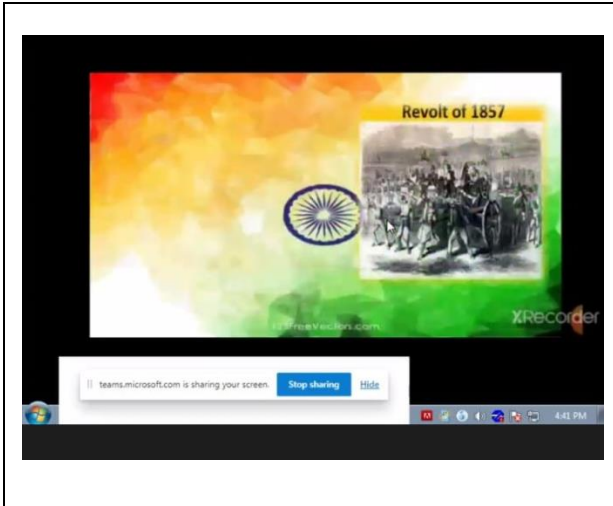 Revolt of 1857
XRecorder
teams.microsoft.com is sharing your screen.
Stop sharing
Hide
4:41 PM